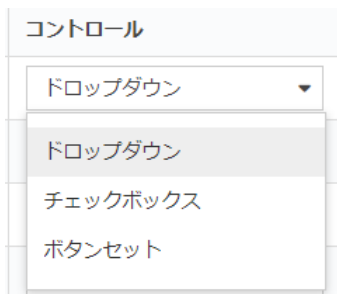 コントロール
ドロップダウン
ドロップダウン
チェックボックス
ボタンセット